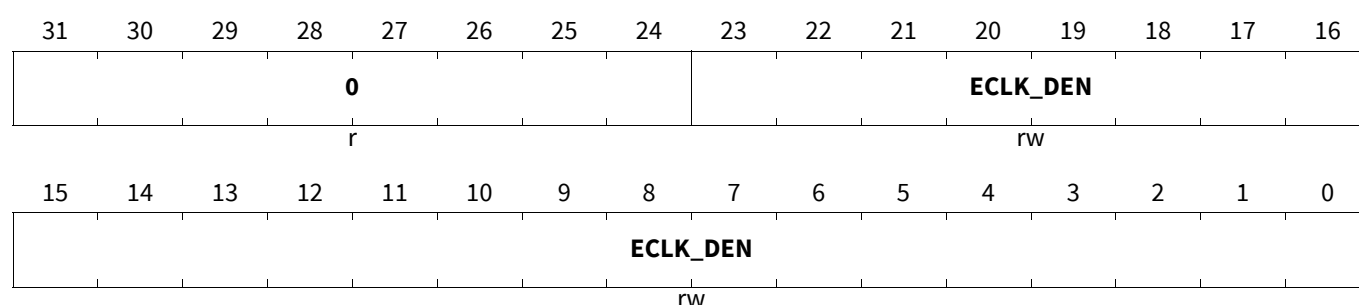 31 30 29 28 27 26 25 24 23 22 21 20 19 18 17 16
0 ECLK_DEN
r rw
15 14 13 12 11 10 9 8 7 6 5 4 3 2 1 0
ECLK_DEN
rw